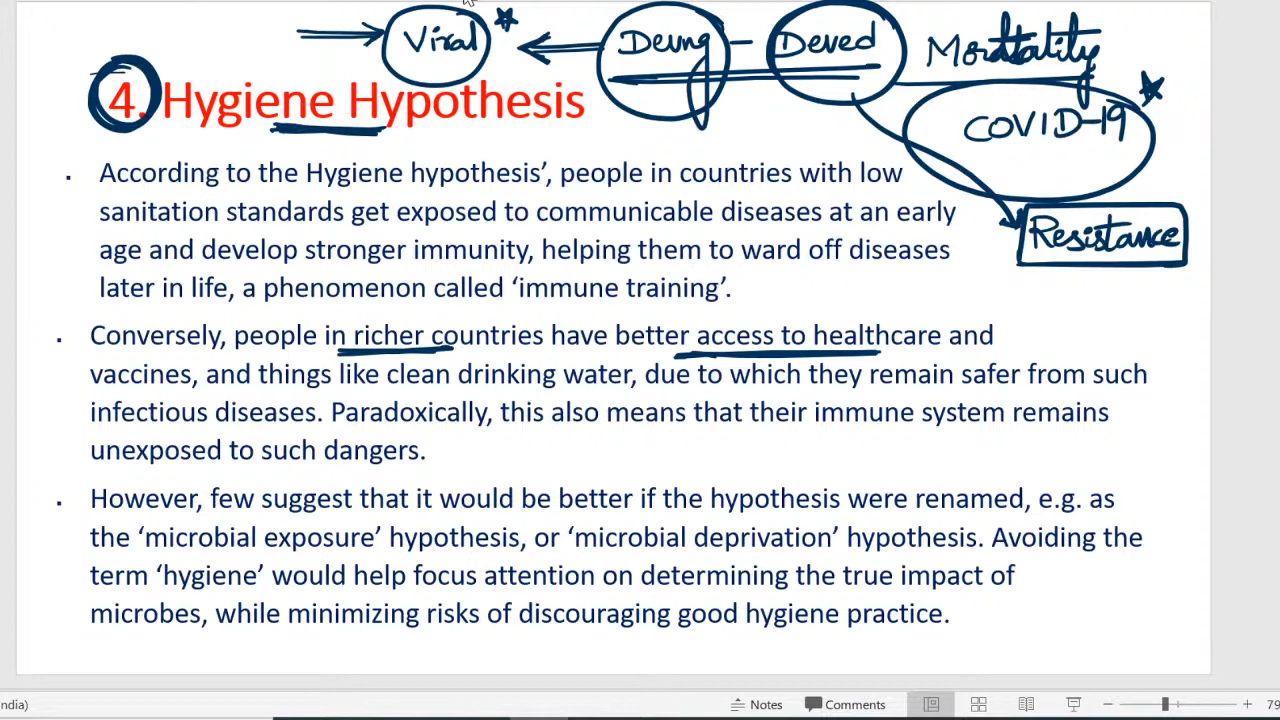 Viral
Deung - Deved
Mortality
COVID-19
4. Hygiene Hypothesis
Resistance
▪ According to the Hygiene hypothesis’, people in countries with low
sanitation standards get exposed to communicable diseases at an early
age and develop stronger immunity, helping them to ward off diseases
later in life, a phenomenon called ‘immune training’.
▪ Conversely, people in richer countries have better access to healthcare and
vaccines, and things like clean drinking water, due to which they remain safer from such
infectious diseases. Paradoxically, this also means that their immune system remains
unexposed to such dangers.
▪ However, few suggest that it would be better if the hypothesis were renamed, e.g. as
the ‘microbial exposure’ hypothesis, or ‘microbial deprivation’ hypothesis. Avoiding the
term ‘hygiene’ would help focus attention on determining the true impact of
microbes, while minimizing risks of discouraging good hygiene practice.
ndia)
Notes
Comments
79